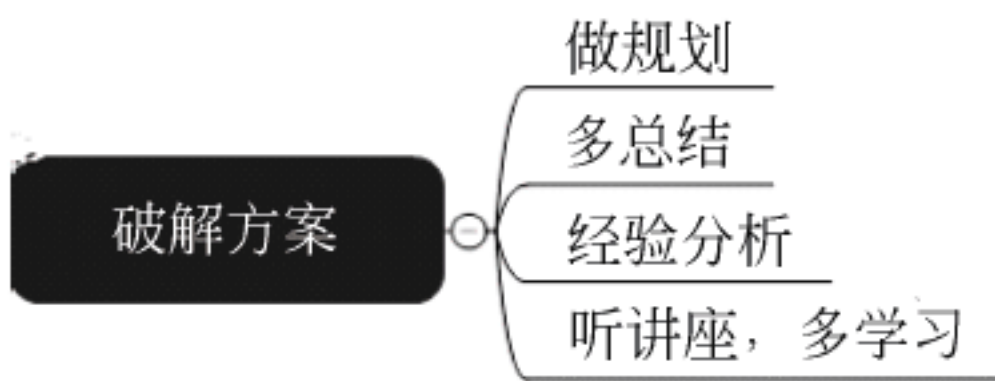 做规划
多总结
破解方案
经验分析
听讲座，多学习